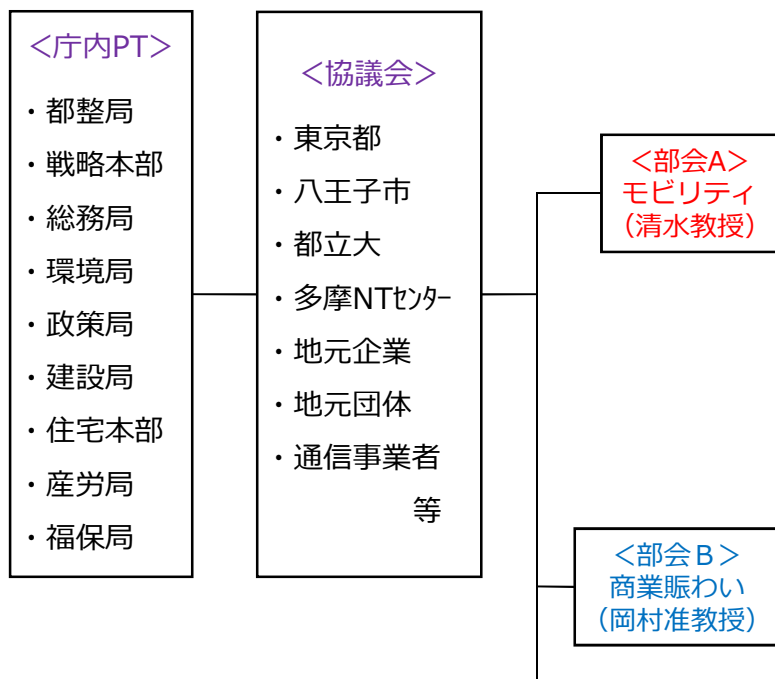 ＜庁内PT＞
・都整局
・戦略本部
・総務局
・環境局
・政策局
・建設局
・住宅本部
・産労局
・福保局
＜協議会＞
・東京都
・八王子市
・都立大
・多摩NTｾﾝﾀｰ
・地元企業
・地元団体
・通信事業者
等
＜部会A＞
モビリティ
（清水教授）
＜部会Ｂ＞
商業賑わい
（岡村准教授）